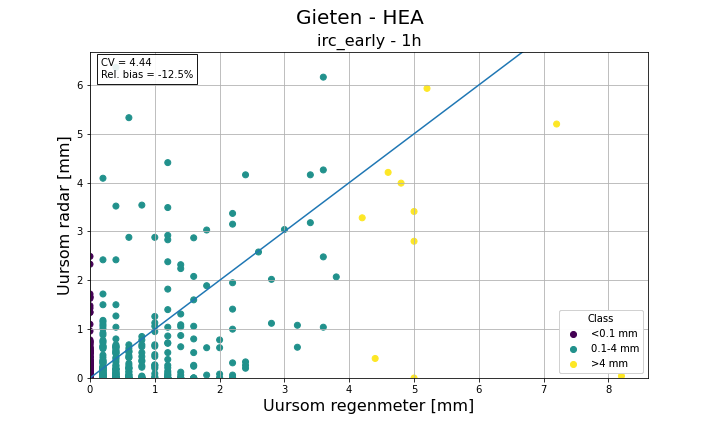 Gieten - HEA
irc_early - 1h
CV = 4.44
Rel. bias = -12.5%
Uursom radar [mm]
6
5
4
3
2
1
0
0 1 2 3 4 5 6 7 8
Uursom regenmeter [mm]
Class
<0.1 mm
0.1-4 mm
>4 mm